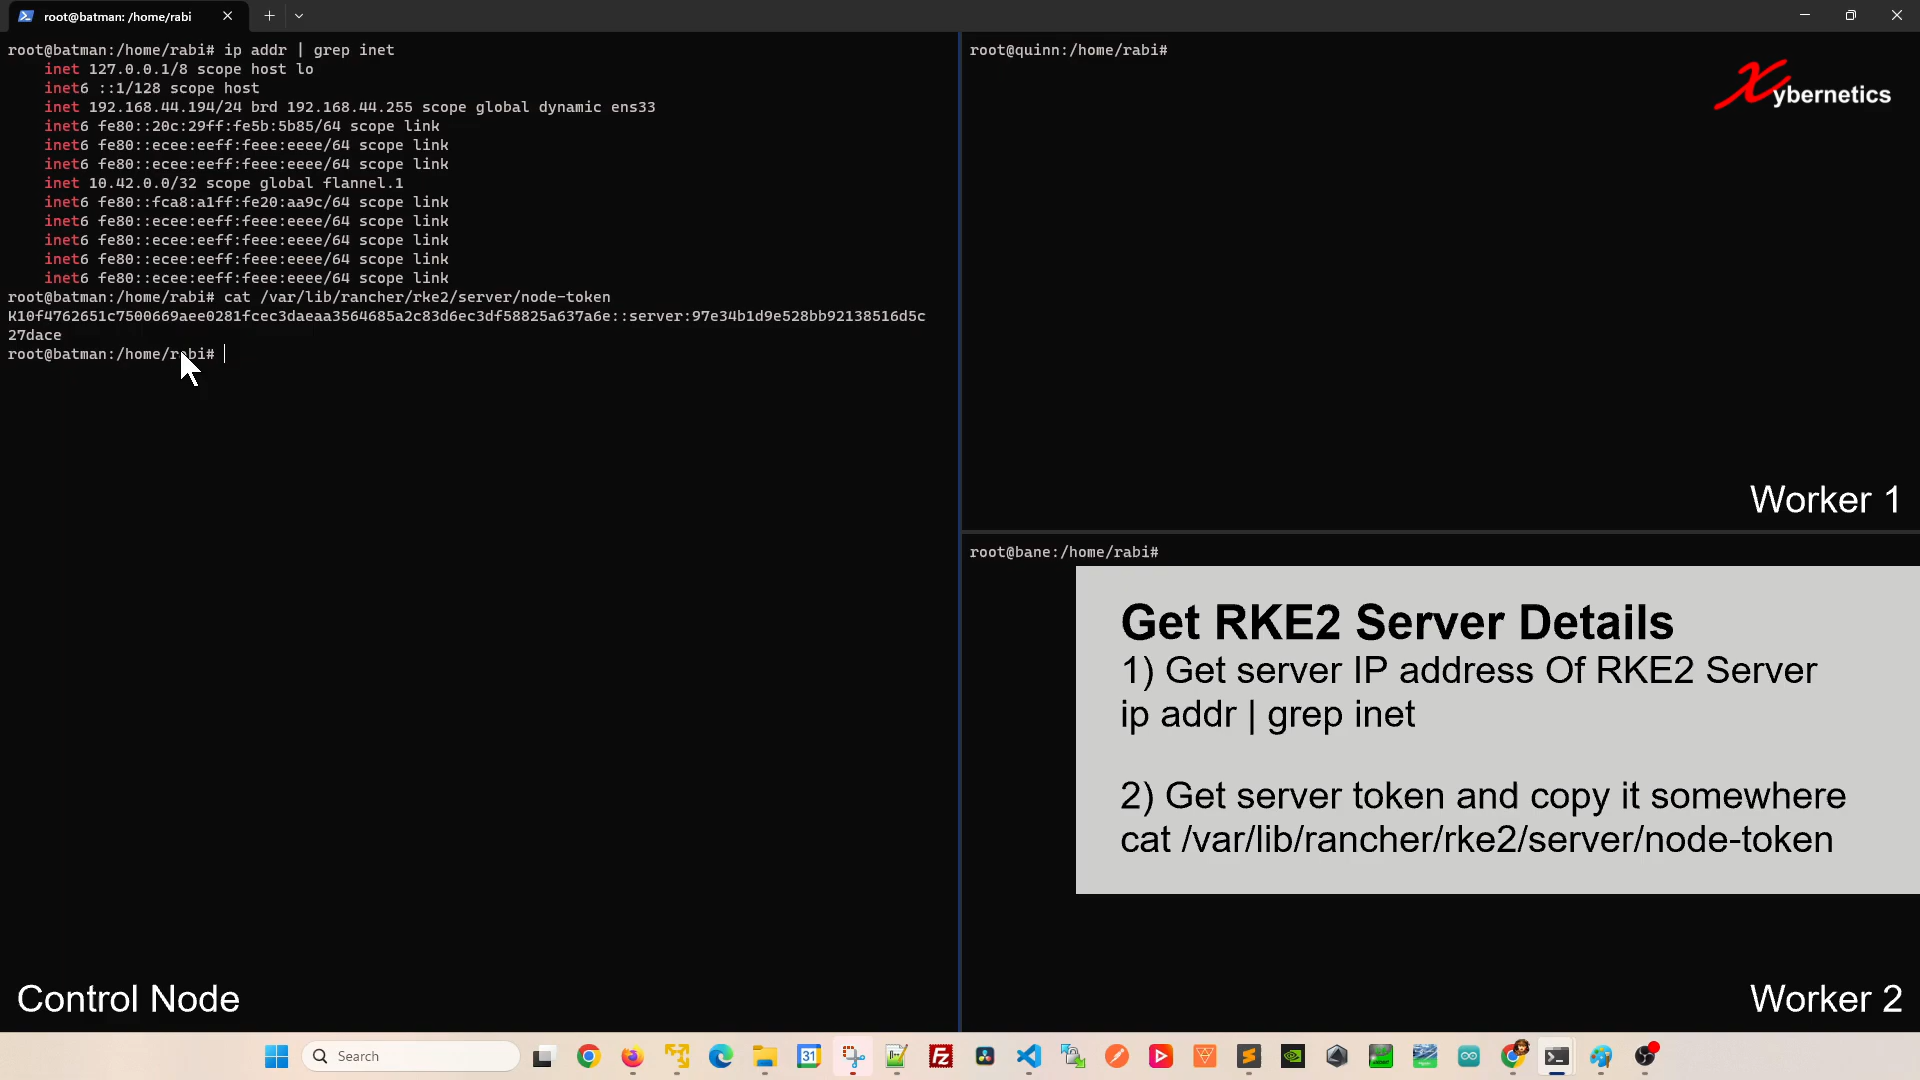 root@batman: /home/rabi
root@batman:/home/rabi# ip addr | grep inet
inet 127.0.0.1/8 scope host lo
inet6 ::1/128 scope host
inet 192.168.44.194/24 brd 192.168.44.255 scope global dynamic ens33
inet6 fe80::20c:29ff:fe5b:5b85/64 scope link
inet6 fe80::ecee:eeff:feee:eeee/64 scope link
inet6 fe80::ecee:eeff:feee:eeee/64 scope link
inet 10.42.0.0/32 scope global flannel.1
inet6 fe80::fca8:a1ff:fe20:aa9c/64 scope link
inet6 fe80::ecee:eeff:feee:eeee/64 scope link
inet6 fe80::ecee:eeff:feee:eeee/64 scope link
inet6 fe80::ecee:eeff:feee:eeee/64 scope link
inet6 fe80::ecee:eeff:feee:eeee/64 scope link
root@batman:/home/rabi# cat /var/lib/rancher/rke2/server/node-token
K10f4762651c7500669aee0281fcec3daeaa3564685a2c83d6ec3df58825a637a6e::server:97e34b1d9e528bb92138516d5c
27dace
root@batman:/home/rabi#
Control Node
root@quinn:/home/rabi#
Xybernetics
Worker 1
root@bane:/home/rabi#
Get RKE2 Server Details
1) Get server IP address Of RKE2 Server
ip addr | grep inet
2) Get server token and copy it somewhere
cat /var/lib/rancher/rke2/server/node-token
Worker 2
Search
31